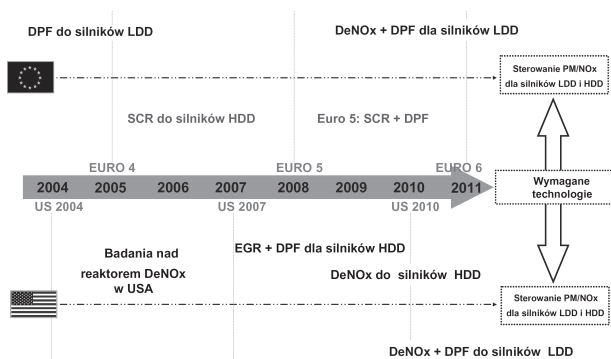 DPF do silników LDD
DeNOx + DPF dla silników LDD
Sterowanie PM/NOx
dla silników LDD i HDD
SCR do silników HDD
Euro 5: SCR + DPF
EURO 4
EURO 5
EURO 6
2004 2005 2006 2007 2008 2009 2010 2011
US 2004
US 2007
US 2010
Wymagane
technologie
Badania nad
reaktorem DeNOx
w USA
EGR + DPF dla silników HDD
DeNOx do silników HDD
Sterowanie PM/NOx
dla silników LDD i HDD
DeNOx + DPF do silników LDD